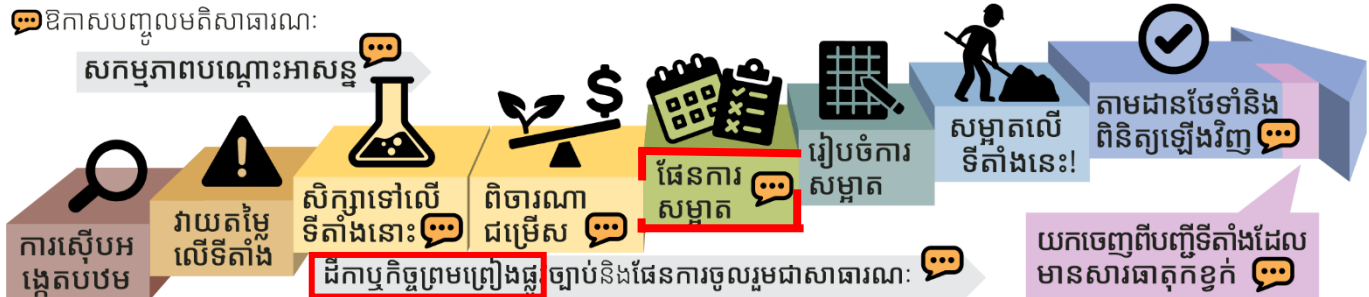 ឱកាសបញ្ចូលមតិសាធារណៈ
សកម្មភាពបណ្តោះអាសន្ន
ការស៊ើបអ
ង្កេតបឋម
វាយតម្លៃ
លើទីតាំង
សិក្សាទៅលើ
ទីតាំងនោះ
ពិចារណា
ជម្រើស
ផែនការ
សម្អាត
រៀបចំការ
សម្អាត
សម្អាតលើ
ទីតាំងនេះ!
តាមដានថែទាំនិង
ពិនិត្យឡើងវិញ
ដីកាឬកិច្ចព្រមព្រៀងផ្លូវច្បាប់និងផែនការចូលរួមជាសាធារណៈ
យកចេញពីបញ្ជីទីតាំងដែល
មានសារធាតុកខ្វក់